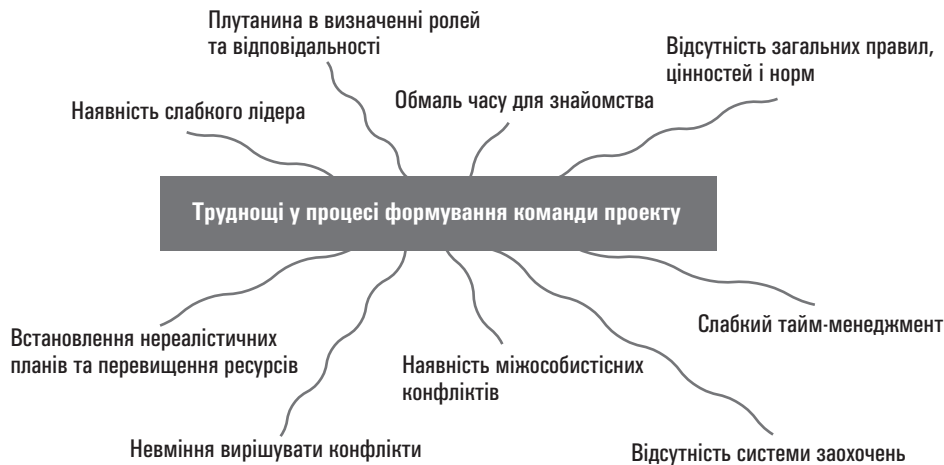 Плутанина в визначенні ролей
та відповідальності
Відсутність загальних правил,
цінностей і норм
Наявність слабкого лідера
Обмаль часу для знайомства
Труднощі у процесі формування команди проекту
Встановлення нереалістичних
планів та перевищення ресурсів
Наявність міжособистісних
конфліктів
Слабкий тайм-менеджмент
Невміння вирішувати конфлікти
Відсутність системи заохочень